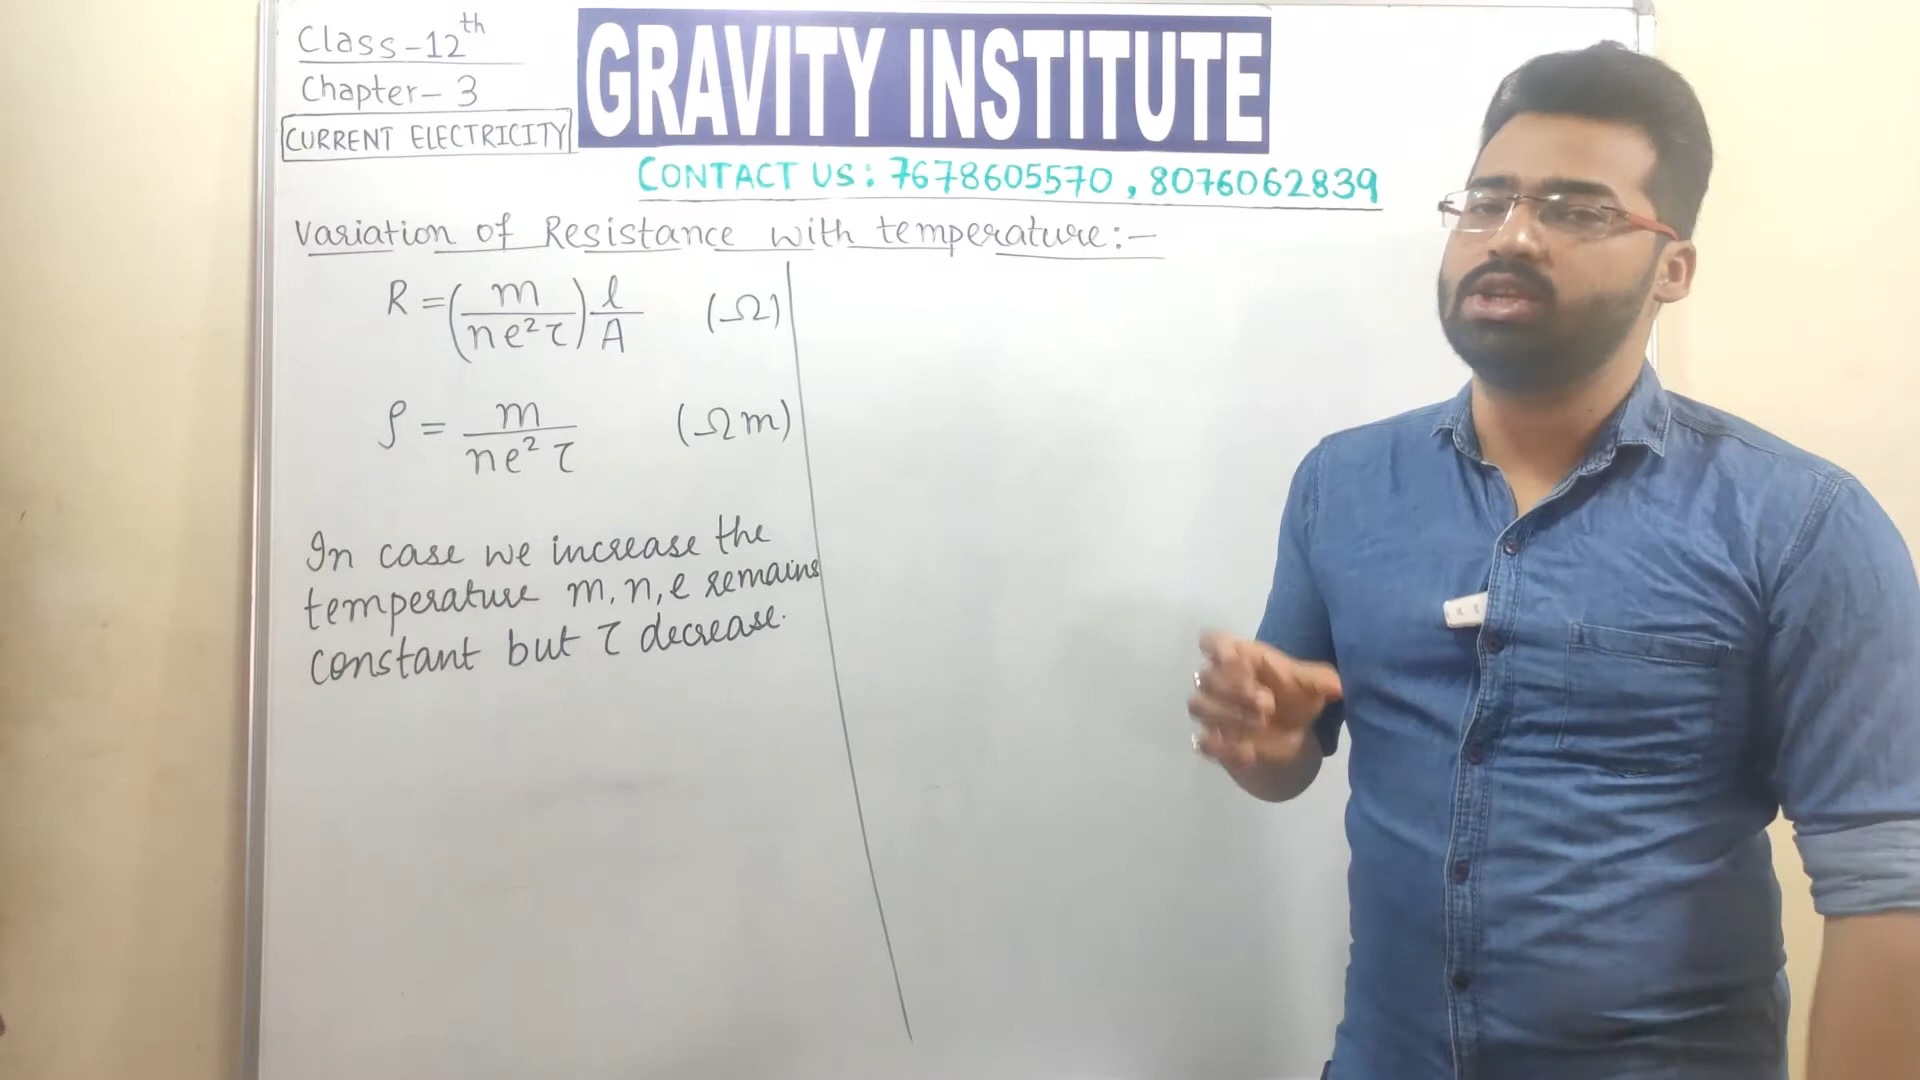 Class-12th
Chapter- 3
CURRENT ELECTRICITY
GRAVITY INSTITUTE
CONTACT US: 7678605570, 8076062839
Variation of Resistance with temperature:-
R = (m / ne²τ) l/A (Ω)
ρ = m / ne²τ (Ωm)
In case we increase the
temperature m, n, e remains
constant but τ decrease.